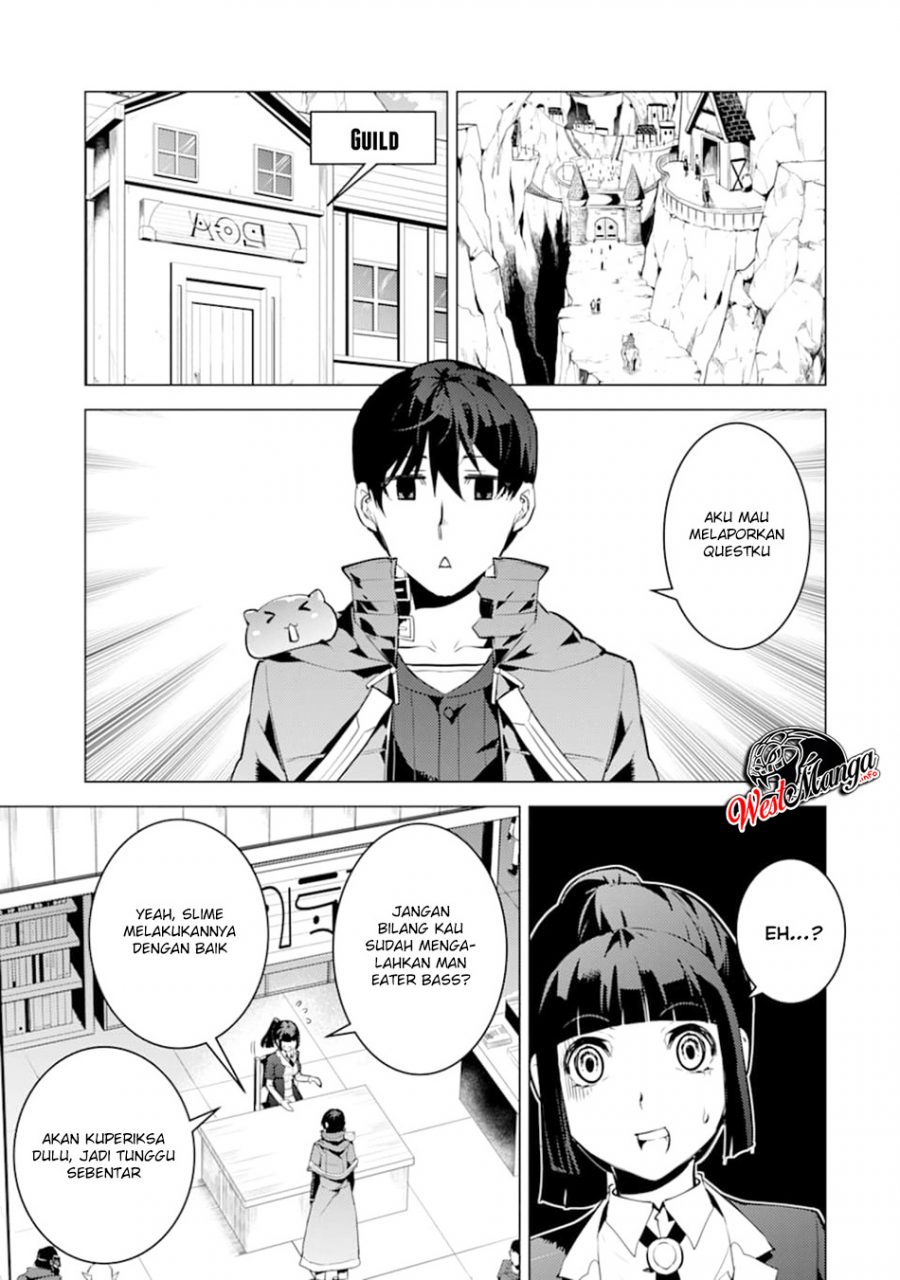 GUILD
AKU MAU
MELAPORKAN
QUESTKU
WestManga
.info
EH...?
JANGAN
BILANG KAU
SUDAH MENGA-
LAHKAN MAN
EATER BASS?
YEAH, SLIME
MELAKUKANNYA
DENGAN BAIK
AKAN KUPERIKSA
DULU, JADI TUNGGU
SEBENTAR